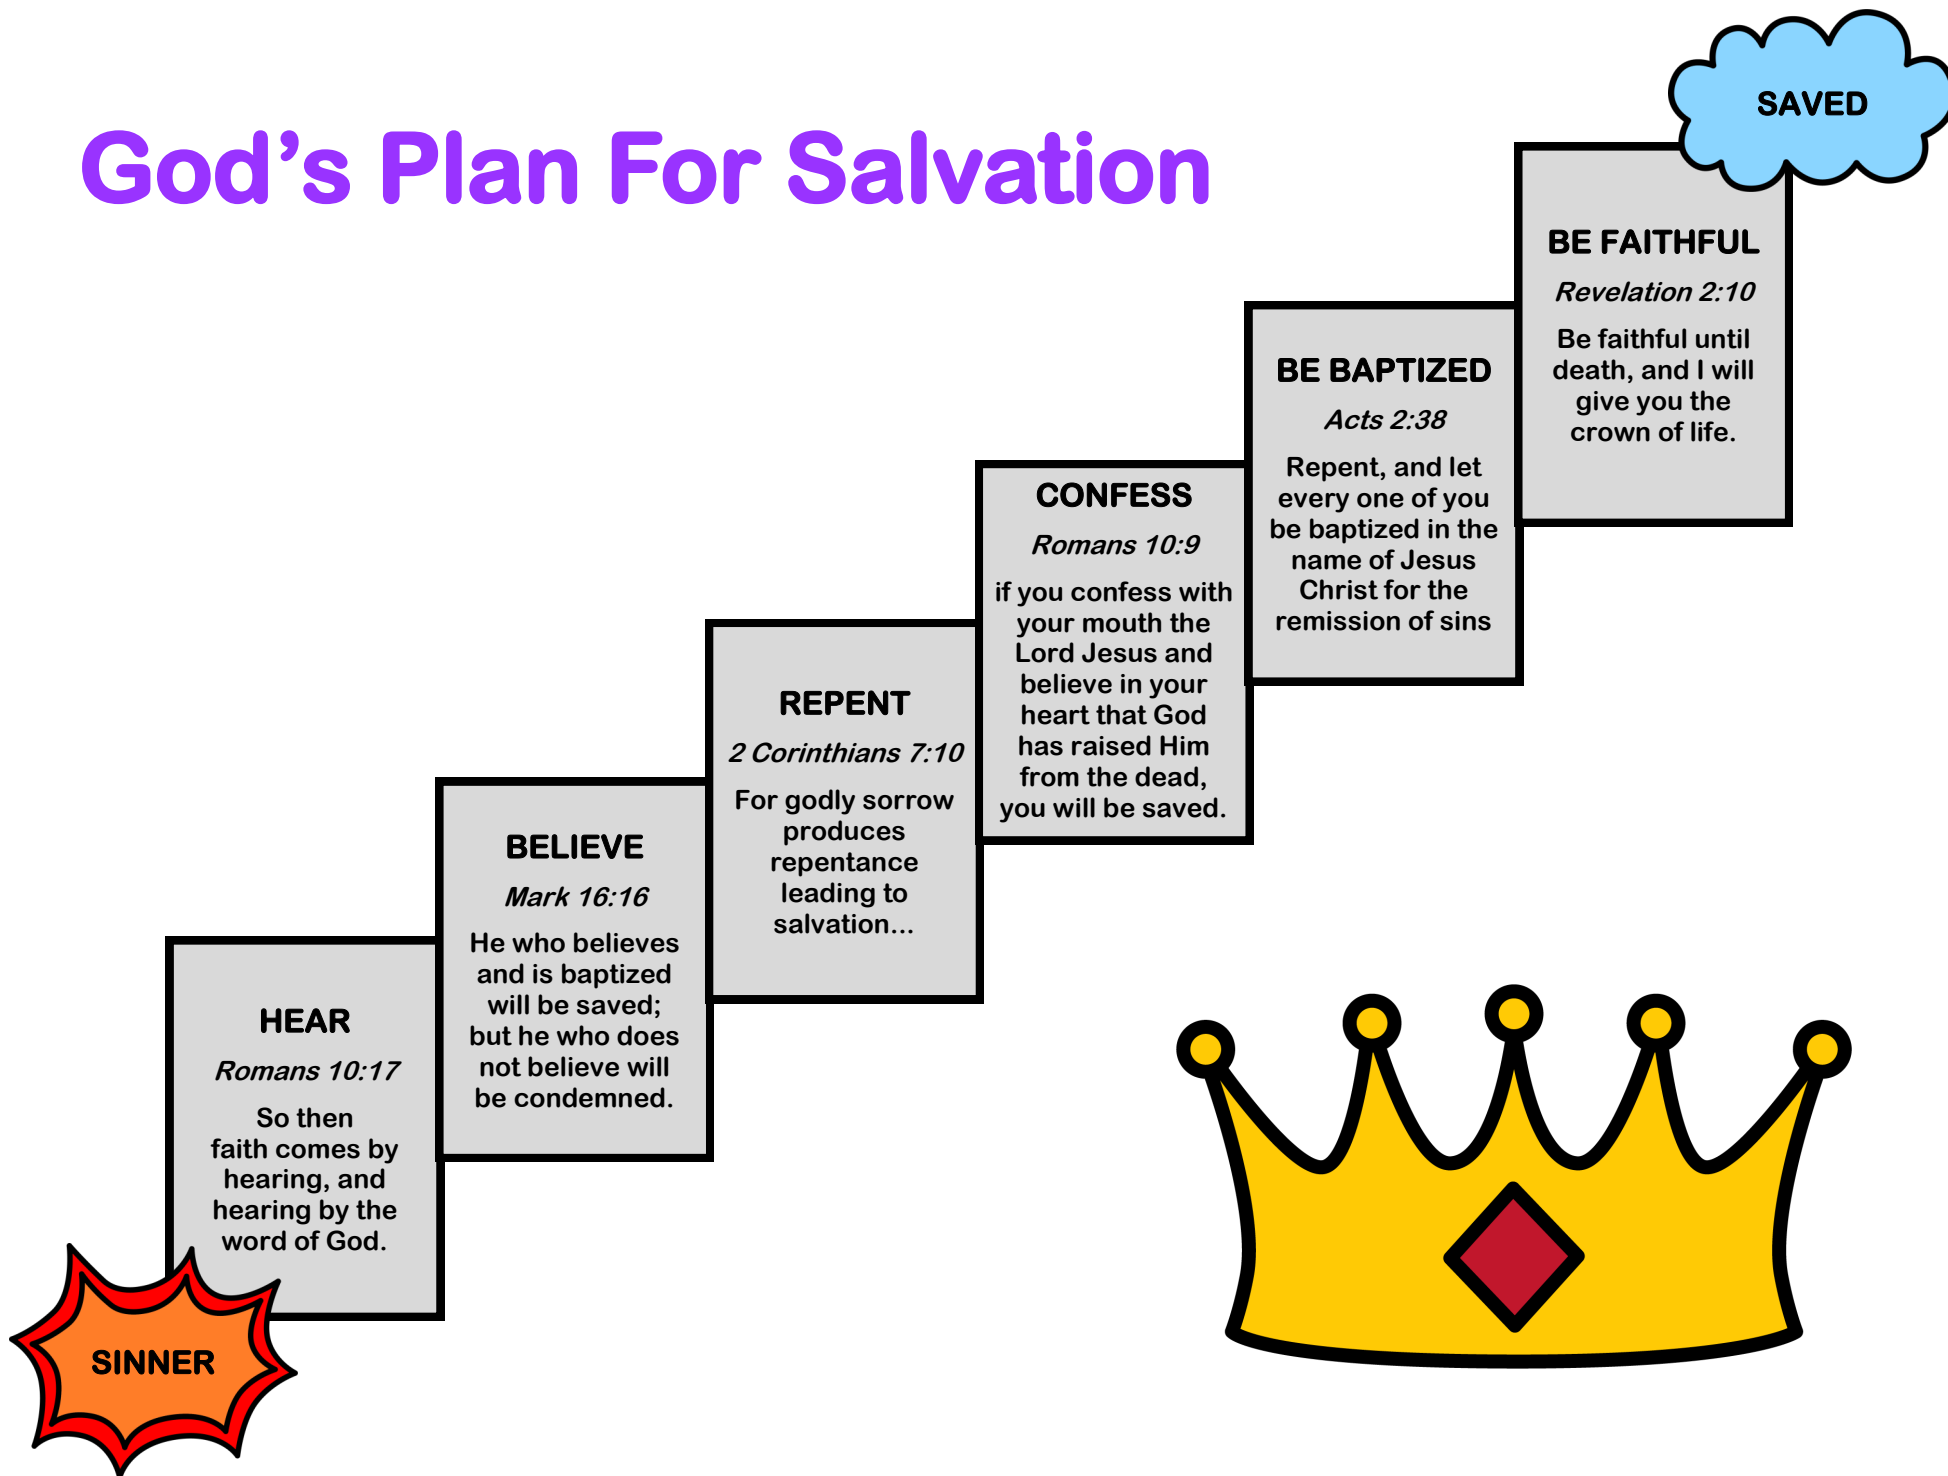 God’s Plan For Salvation
SINNER
HEAR
Romans 10:17
So then
faith comes by
hearing, and
hearing by the
word of God.
BELIEVE
Mark 16:16
He who believes
and is baptized
will be saved;
but he who does
not believe will
be condemned.
REPENT
2 Corinthians 7:10
For godly sorrow
produces
repentance
leading to
salvation...
CONFESS
Romans 10:9
if you confess with
your mouth the
Lord Jesus and
believe in your
heart that God
has raised Him
from the dead,
you will be saved.
BE BAPTIZED
Acts 2:38
Repent, and let
every one of you
be baptized in the
name of Jesus
Christ for the
remission of sins
BE FAITHFUL
Revelation 2:10
Be faithful until
death, and I will
give you the
crown of life.
SAVED